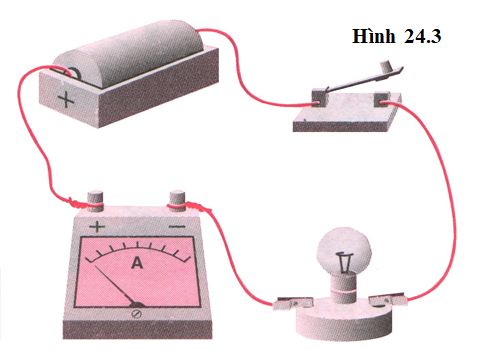 Hình 24.3
+
+ −
A